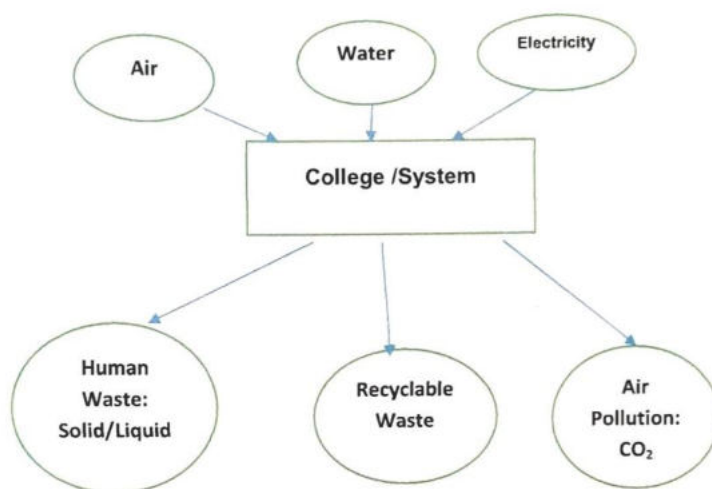 Air
Water
Electricity
College /System
Human
Waste:
Solid/Liquid
Recyclable
Waste
Air
Pollution:
CO₂